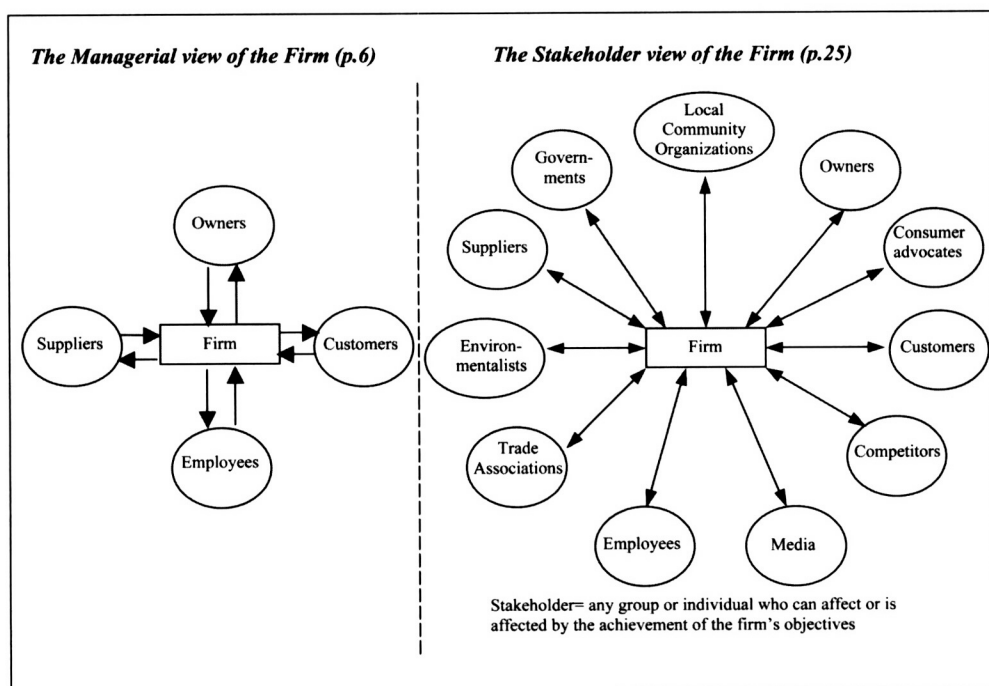 The Managerial view of the Firm (p.6)
Owners
Suppliers
Firm
Customers
Employees
The Stakeholder view of the Firm (p.25)
Local
Community
Organizations
Govern-
ments
Owners
Suppliers
Consumer
advocates
Environ-
mentalists
Firm
Customers
Trade
Associations
Competitors
Employees
Media
Stakeholder= any group or individual who can affect or is
affected by the achievement of the firm's objectives